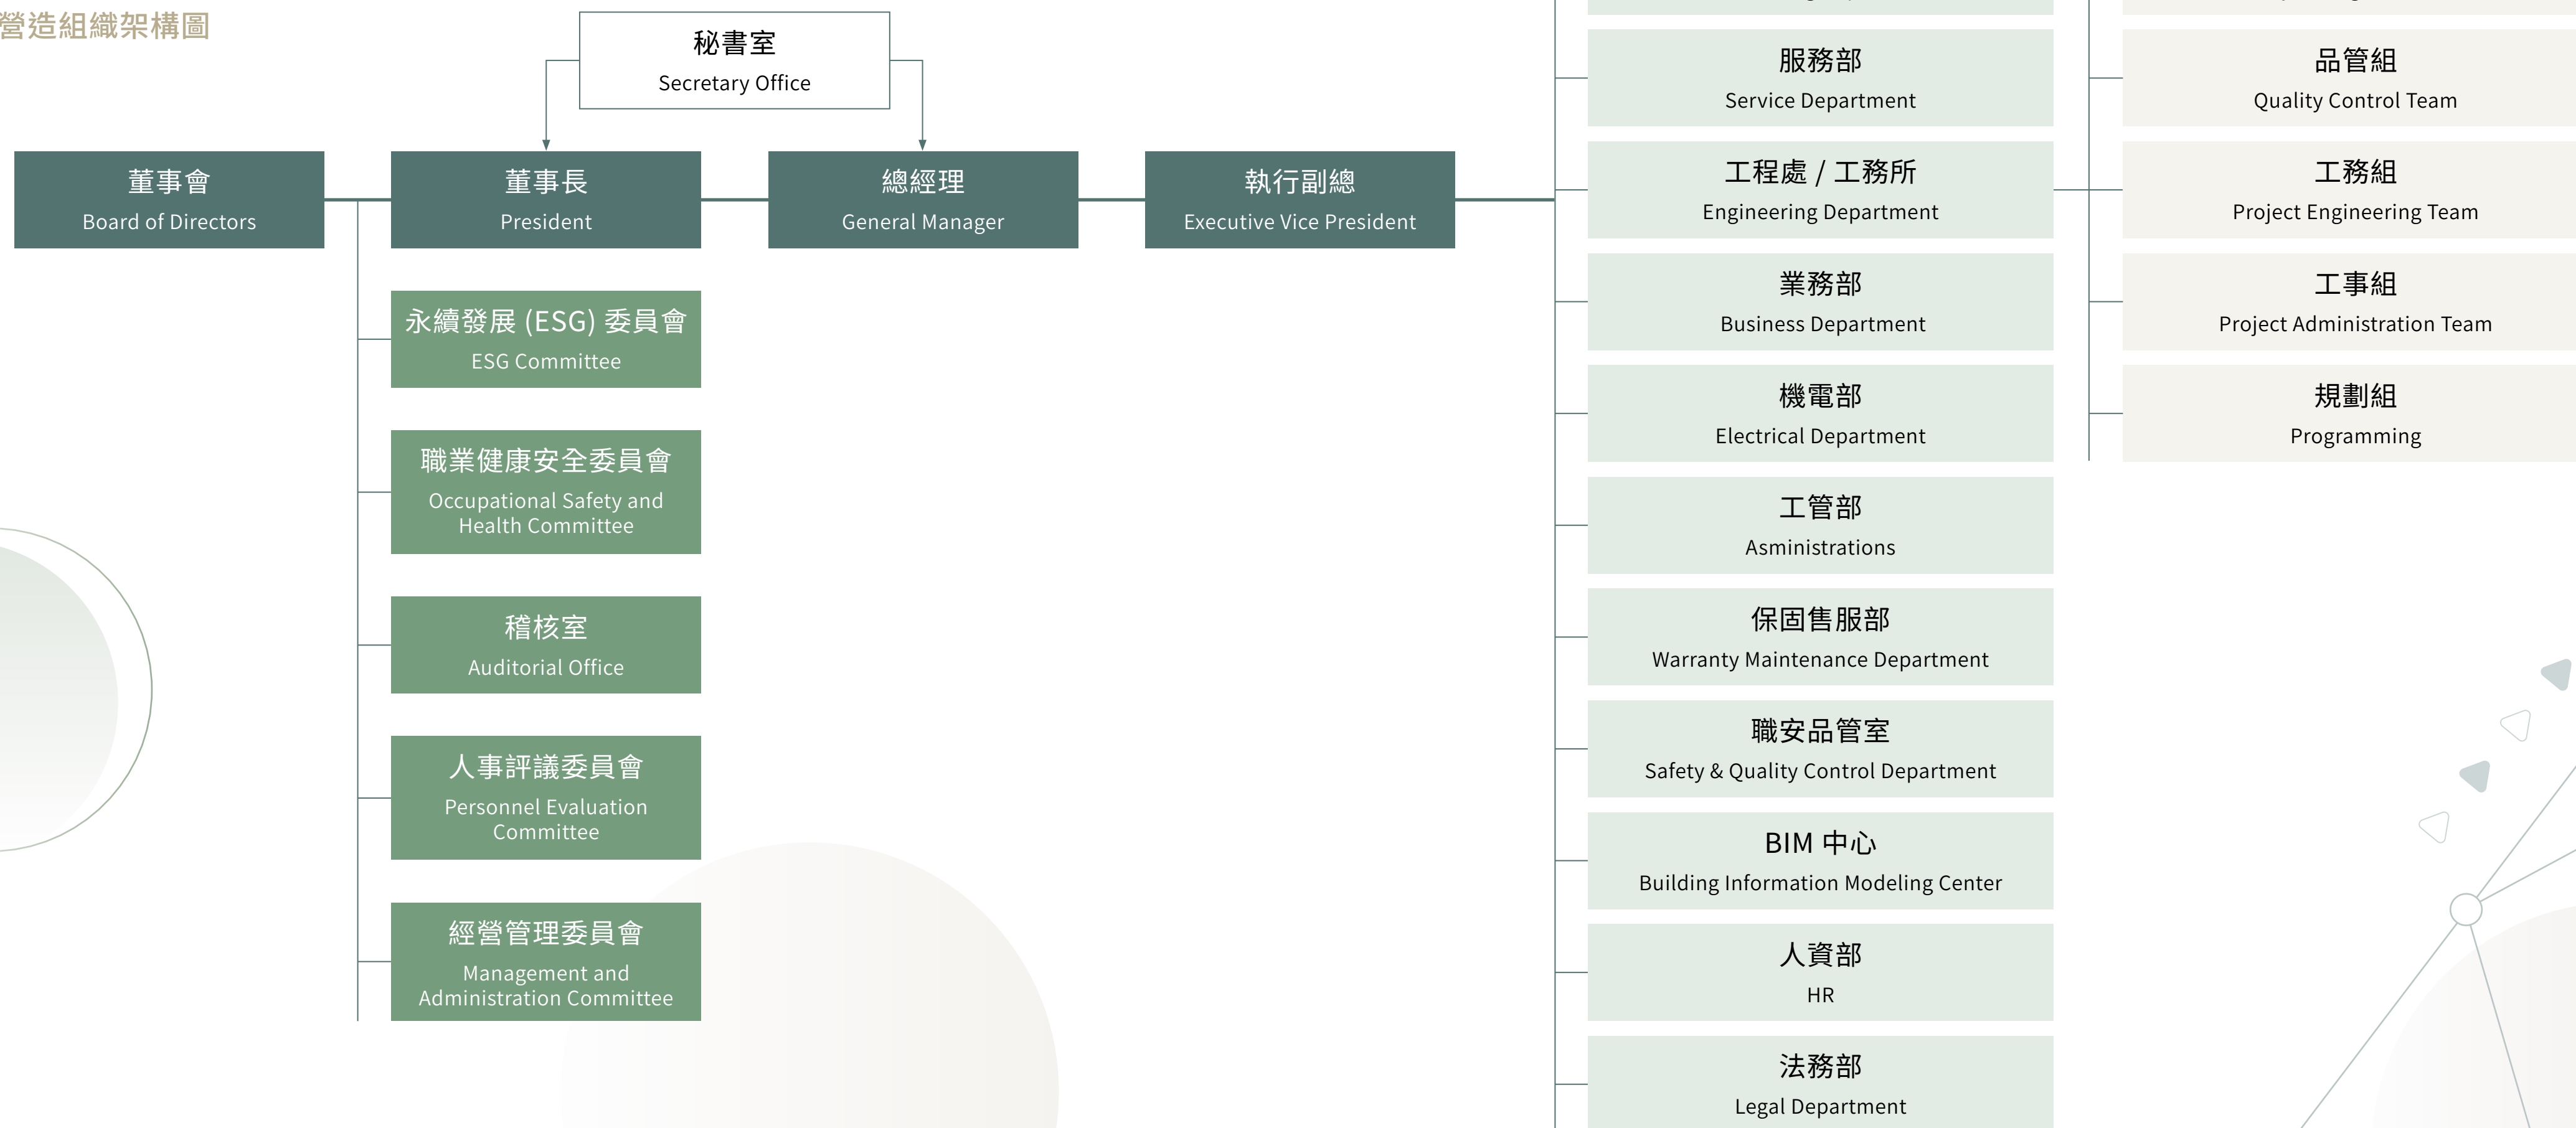 營造組織架構圖
秘書室
Secretary Office
董事會
Board of Directors
董事長
President
總經理
General Manager
執行副總
Executive Vice President
永續發展 (ESG) 委員會
ESG Committee
職業健康安全委員會
Occupational Safety and
Health Committee
稽核室
Auditorial Office
人事評議委員會
Personnel Evaluation
Committee
經營管理委員會
Management and
Administration Committee
服務部
Service Department
工程處 / 工務所
Engineering Department
業務部
Business Department
機電部
Electrical Department
工管部
Asministrations
保固售服部
Warranty Maintenance Department
職安品管室
Safety & Quality Control Department
BIM 中心
Building Information Modeling Center
人資部
HR
法務部
Legal Department
品管組
Quality Control Team
工務組
Project Engineering Team
工事組
Project Administration Team
規劃組
Programming